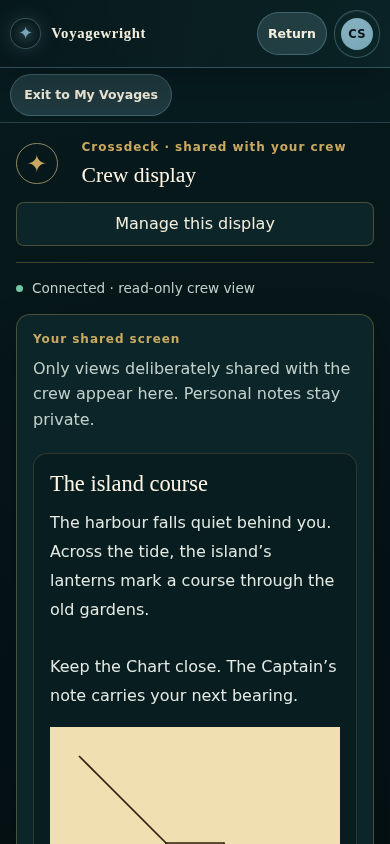 Voyagewright
Return
CS
Exit to My Voyages
Crossdeck · shared with your crew
Crew display
Manage this display
Connected · read-only crew view
Your shared screen
Only views deliberately shared with the
crew appear here. Personal notes stay
private.
The island course
The harbour falls quiet behind you.
Across the tide, the island’s
lanterns mark a course through the
old gardens.
Keep the Chart close. The Captain’s
note carries your next bearing.